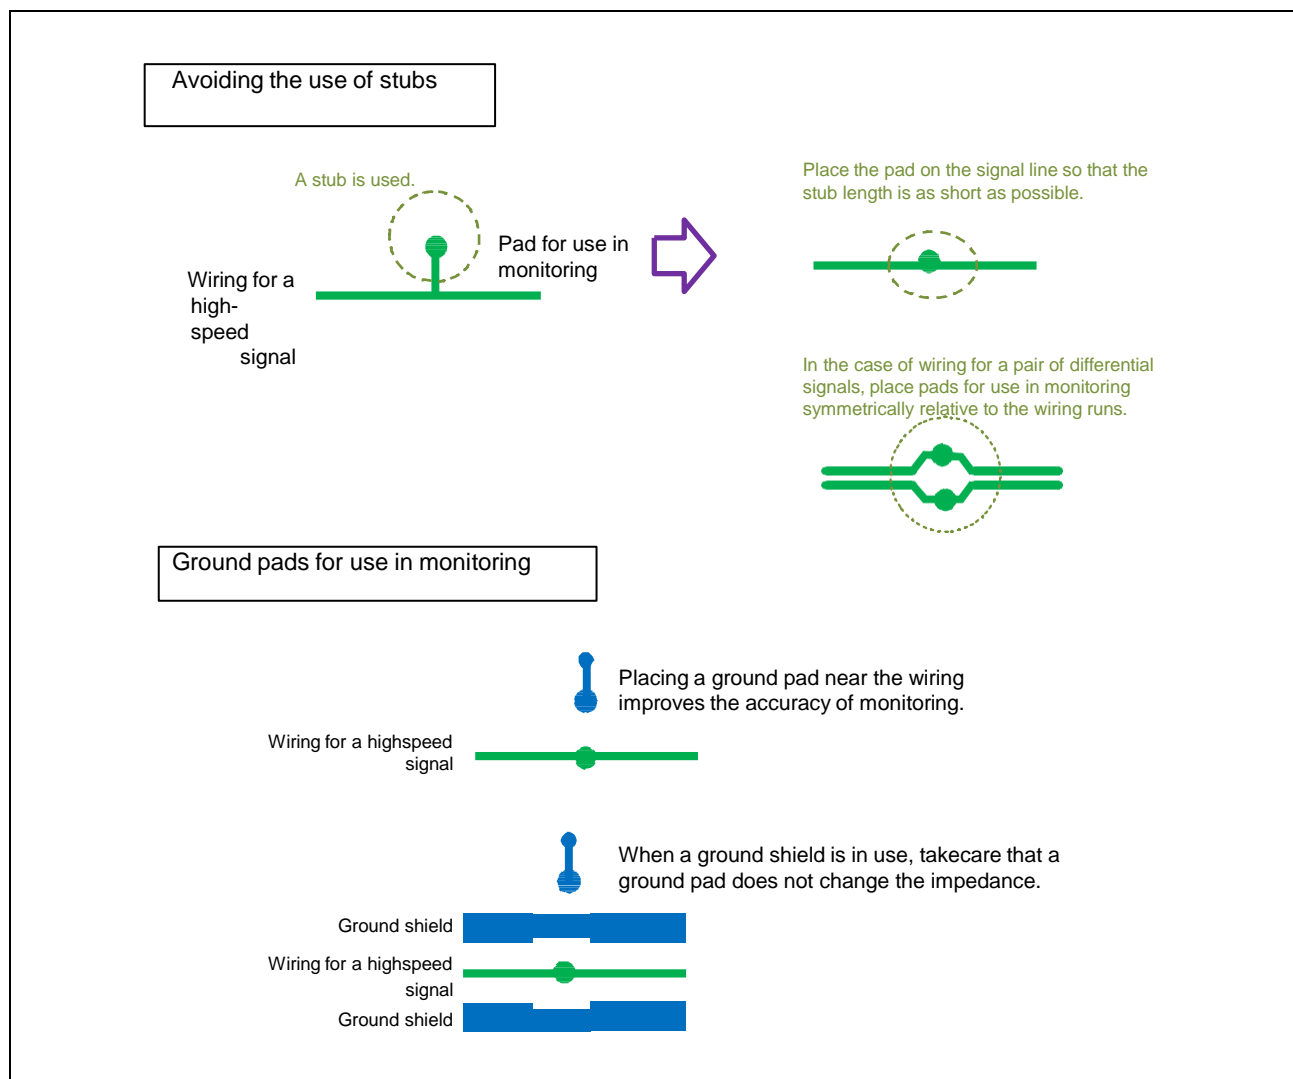 Avoiding the use of stubs
A stub is used.
Pad for use in
monitoring
Wiring for a
high-
speed
signal
Place the pad on the signal line so that the
stub length is as short as possible.
In the case of wiring for a pair of differential
signals, place pads for use in monitoring
symmetrically relative to the wiring runs.
Ground pads for use in monitoring
Placing a ground pad near the wiring
improves the accuracy of monitoring.
Wiring for a highspeed
signal
When a ground shield is in use, takecare that a
ground pad does not change the impedance.
Ground shield
Wiring for a highspeed
signal
Ground shield